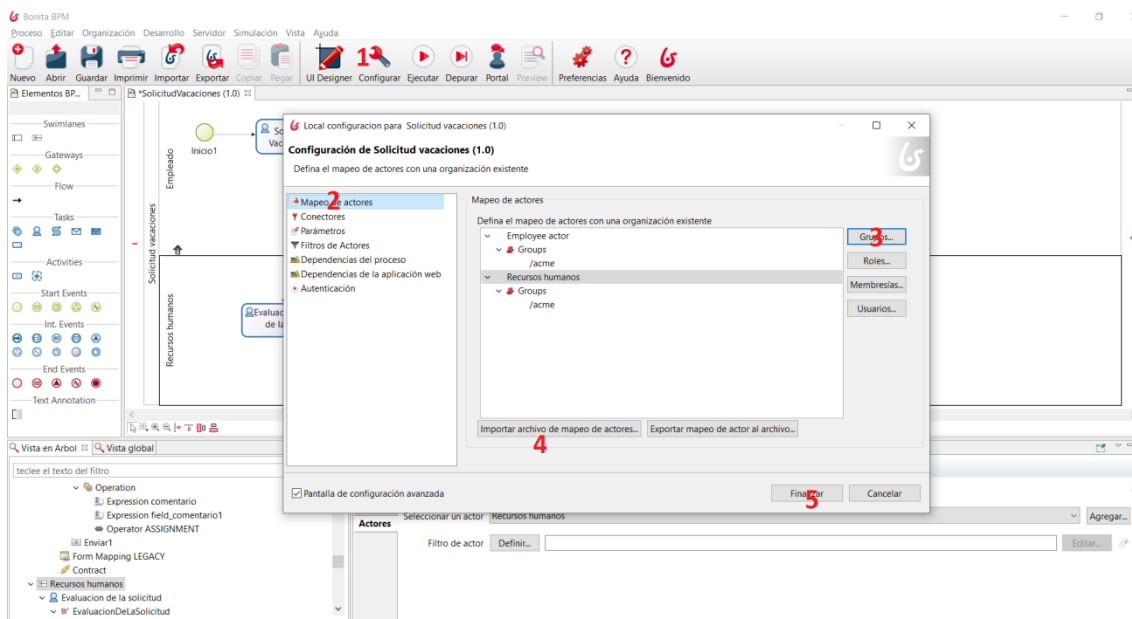 Bonita BPM
Proceso Editar Organización Desarrollo Servidor Simulación Vista Ayuda
1
Nuevo Abrir Guardar Imprimir Importar Exportar Copiar Pegar UI Designer Configurar Ejecutar Depurar Portal Preview Preferencias Ayuda Bienvenido
Elementos BP...
*SolicitudVacaciones (1.0)
Swimlanes
Gateways
Flow
Tasks
Activities
Start Events
Int. Events
End Events
Text Annotation
Solicitud vacaciones
Empleado
Inicio1
So
Vac
Recursos humanos
Evaluac
de la
Local configuracion para Solicitud vacaciones (1.0)
Configuración de Solicitud vacaciones (1.0)
Defina el mapeo de actores con una organización existente
2
Mapeo de actores
Conectores
Parámetros
Filtros de Actores
Dependencias del proceso
Dependencias de la aplicación web
Autenticación
Mapeo de actores
Defina el mapeo de actores con una organización existente
Employee actor
Groups
/acme
Recursos humanos
Groups
/acme
Grupos...
3
Roles...
Membresías...
Usuarios...
Importar archivo de mapeo de actores... Exportar mapeo de actor al archivo...
4
Pantalla de configuración avanzada
Finalizar Cancelar
5
Vista en Arbol Vista global
teclee el texto del filtro
Operation
Expression comentario
Expression field_comentario1
Operator ASSIGNMENT
Enviar1
Form Mapping LEGACY
Contract
Recursos humanos
Evaluacion de la solicitud
EvaluacionDeLaSolicitud
Actores
Seleccionar un actor Recursos humanos Agregar...
Filtro de actor Definir... Editar...